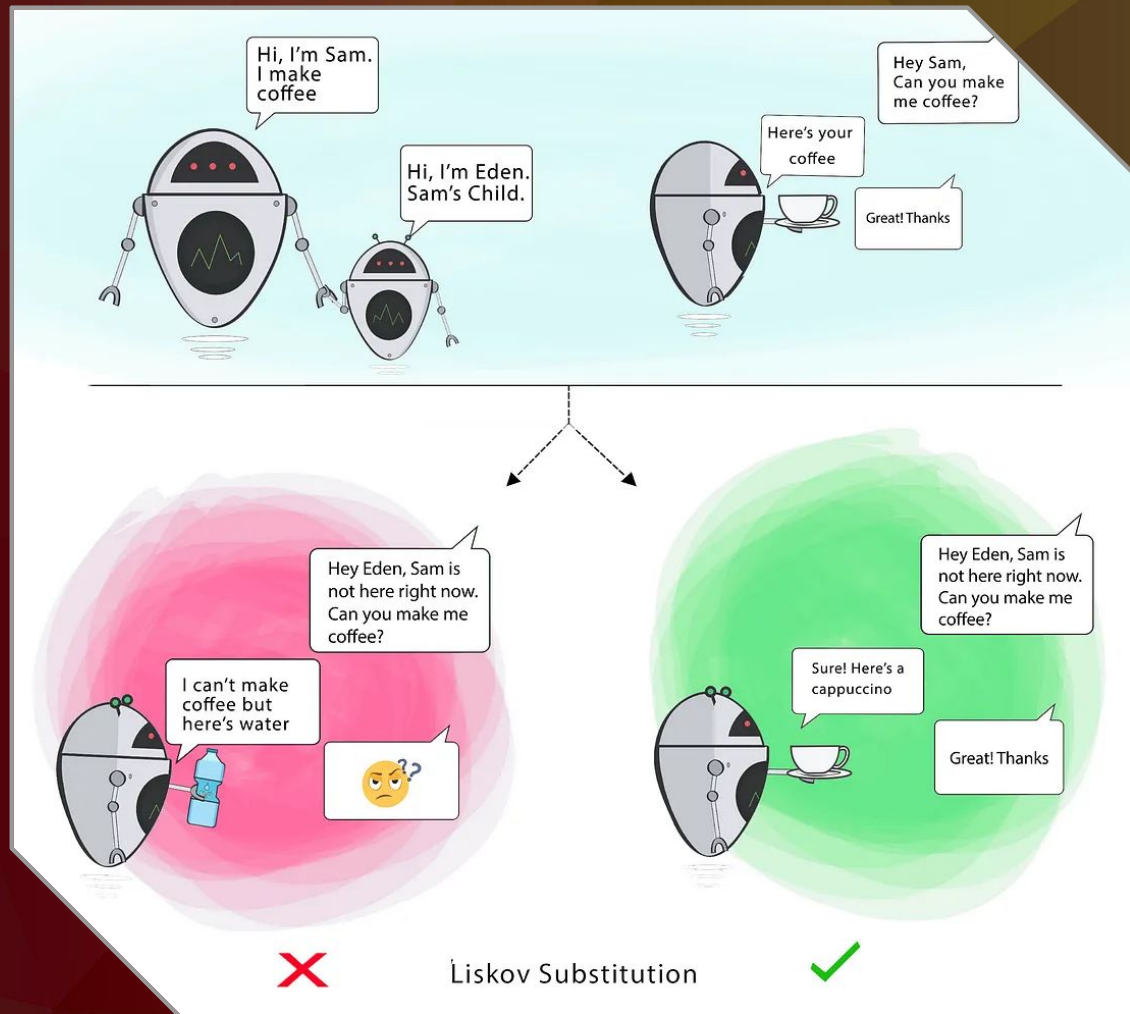 Hi, I'm Sam.
I make
coffee
Hi, I'm Eden.
Sam's Child.
Hey Sam,
Can you make
me coffee?
Here's your
coffee
Great! Thanks
Hey Eden, Sam is
not here right now.
Can you make me
coffee?
I can't make
coffee but
here's water
??
Hey Eden, Sam is
not here right now.
Can you make me
coffee?
Sure! Here's a
cappuccino
Great! Thanks
Liskov Substitution